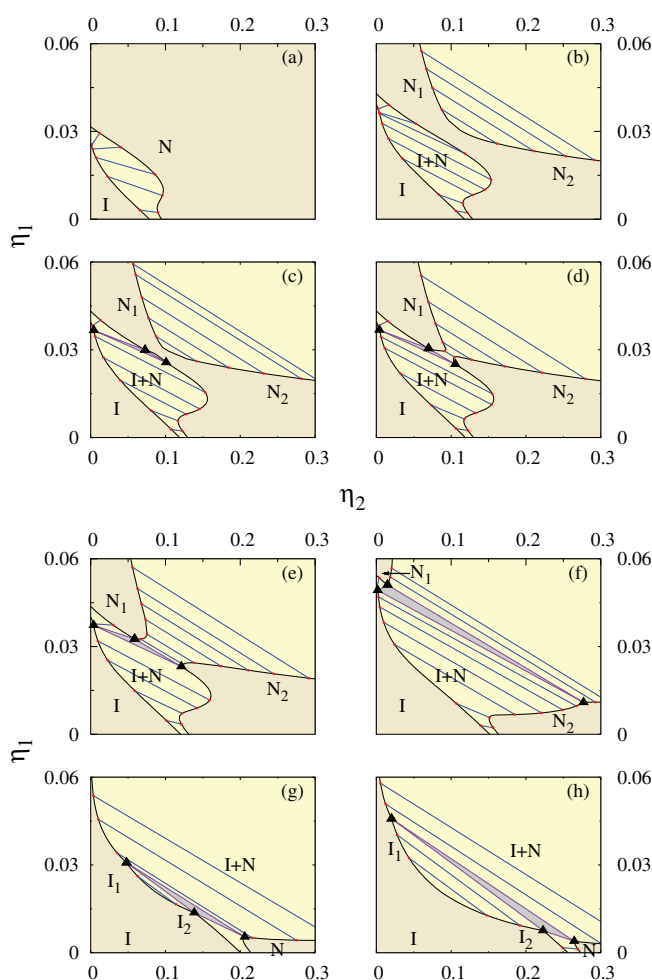 0 0.1 0.2 0.3 0 0.1 0.2 0.3
0.06 (a) (b) 0.06
N₁
0.03 N I+N 0.03
N₂
I I
0 0
η₁
0.06 (c) (d) 0.06
N₁ N₁
0.03 0.03
I+N I+N
I N₂ I N₂
0 0
0 0.1 0.2 0.3 0 0.1 0.2 0.3
η₂
0 0.1 0.2 0.3 0 0.1 0.2 0.3
0.06 (e) (f) 0.06
N₁ N₁
0.03 0.03
I+N I+N
I N₂ I N₂
0 0
η₁
0.06 (g) (h) 0.06
I+N I+N
0.03 I₁ I₁ 0.03
I₂ I₂
I N I N
0 0
0 0.1 0.2 0.3 0 0.1 0.2 0.3